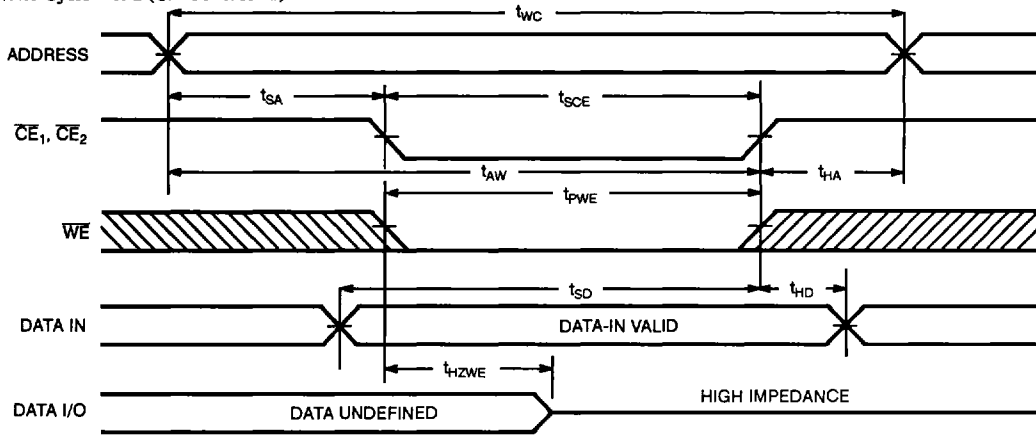 tWC
ADDRESS
tSA
tSCE
CE1, CE2
tAW
tHA
tPWE
WE
tSD
tHD
DATA IN
DATA-IN VALID
tHZWE
DATA I/O
DATA UNDEFINED
HIGH IMPEDANCE